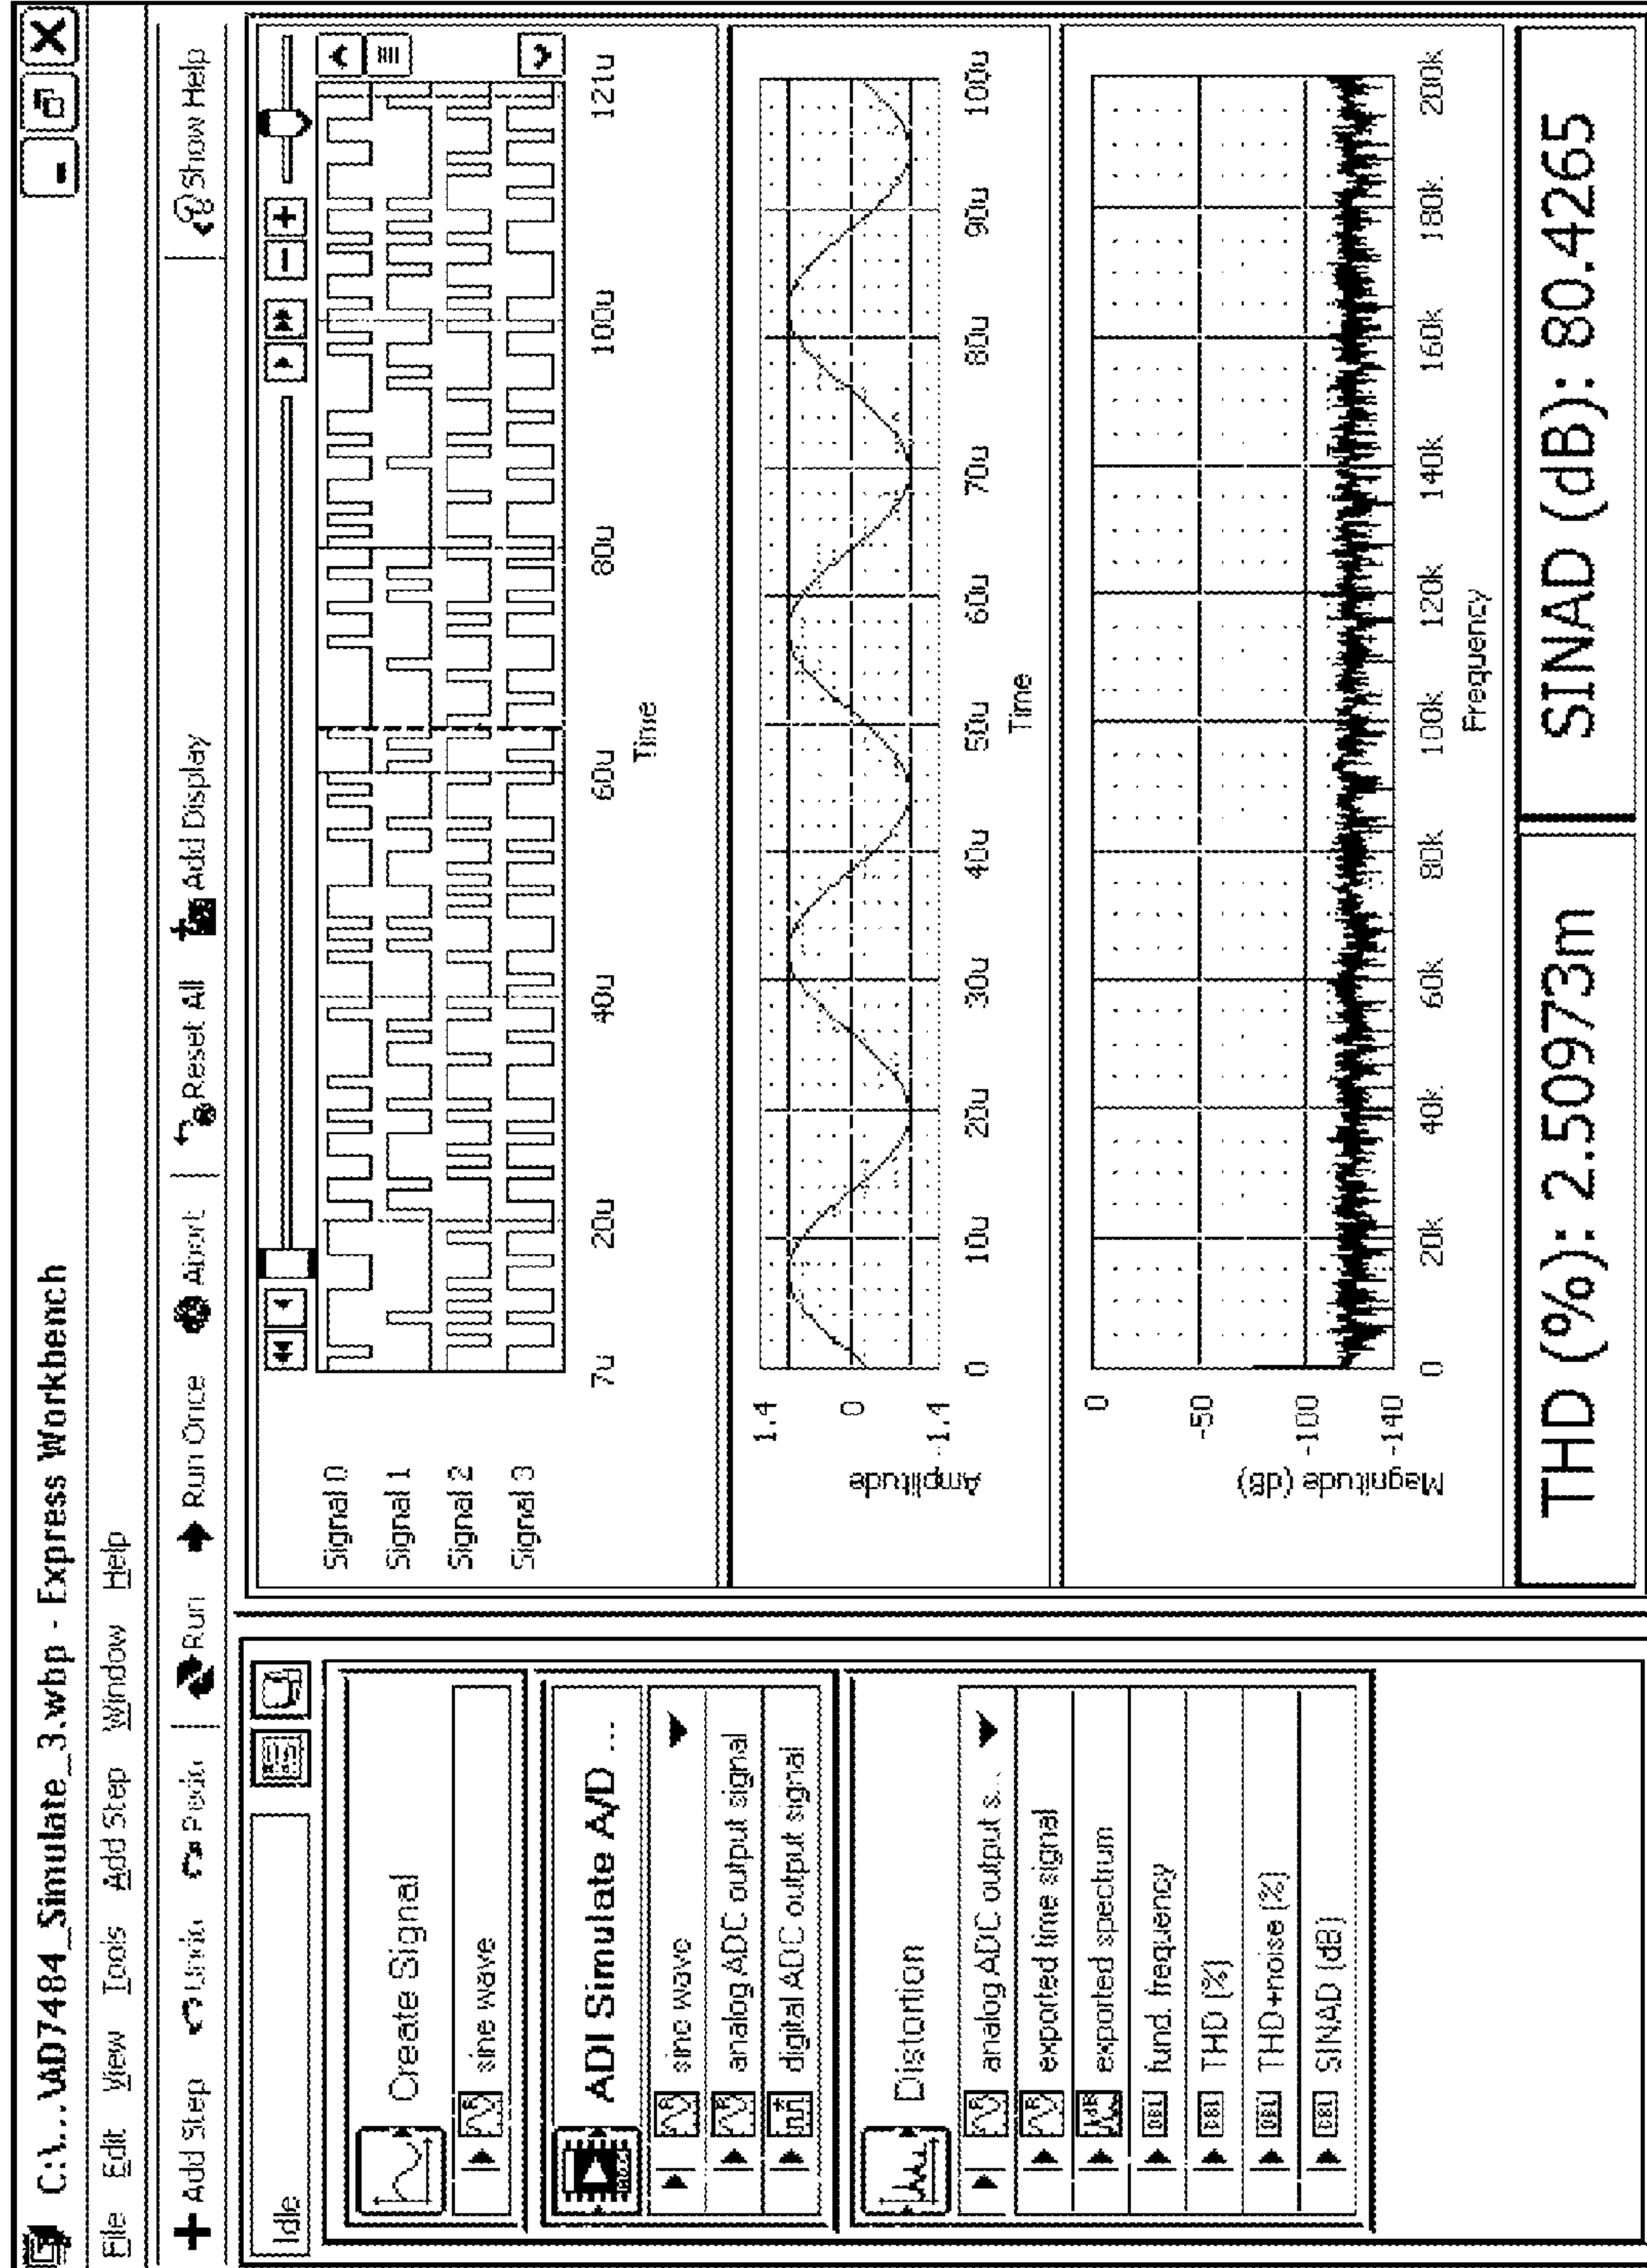 C:\...\AD7484_Simulate_3.wbp - Express Workbench
File Edit View Tools Add Step Window Help
Add Step Undo Redo Run Run Once Abort Reset All Add Display Show Help
Idle
Create Signal
sine wave
ADI Simulate A/D ...
sine wave
analog ADC output signal
digital ADC output signal
Distortion
analog ADC output s...
exported time signal
exported spectrum
fund. frequency
THD (%)
THD+noise (%)
SINAD (dB)
Signal 0
Signal 1
Signal 2
Signal 3
7u 20u 40u 60u 80u 100u 121u
Time
Amplitude
1.4
0
-1.4
0 10u 20u 30u 40u 50u 60u 70u 80u 90u 100u
Time
Magnitude (dB)
0
-50
-100
-140
0 20k 40k 60k 80k 100k 120k 140k 160k 180k 200k
Frequency
THD (%): 2.50973m
SINAD (dB): 80.4265